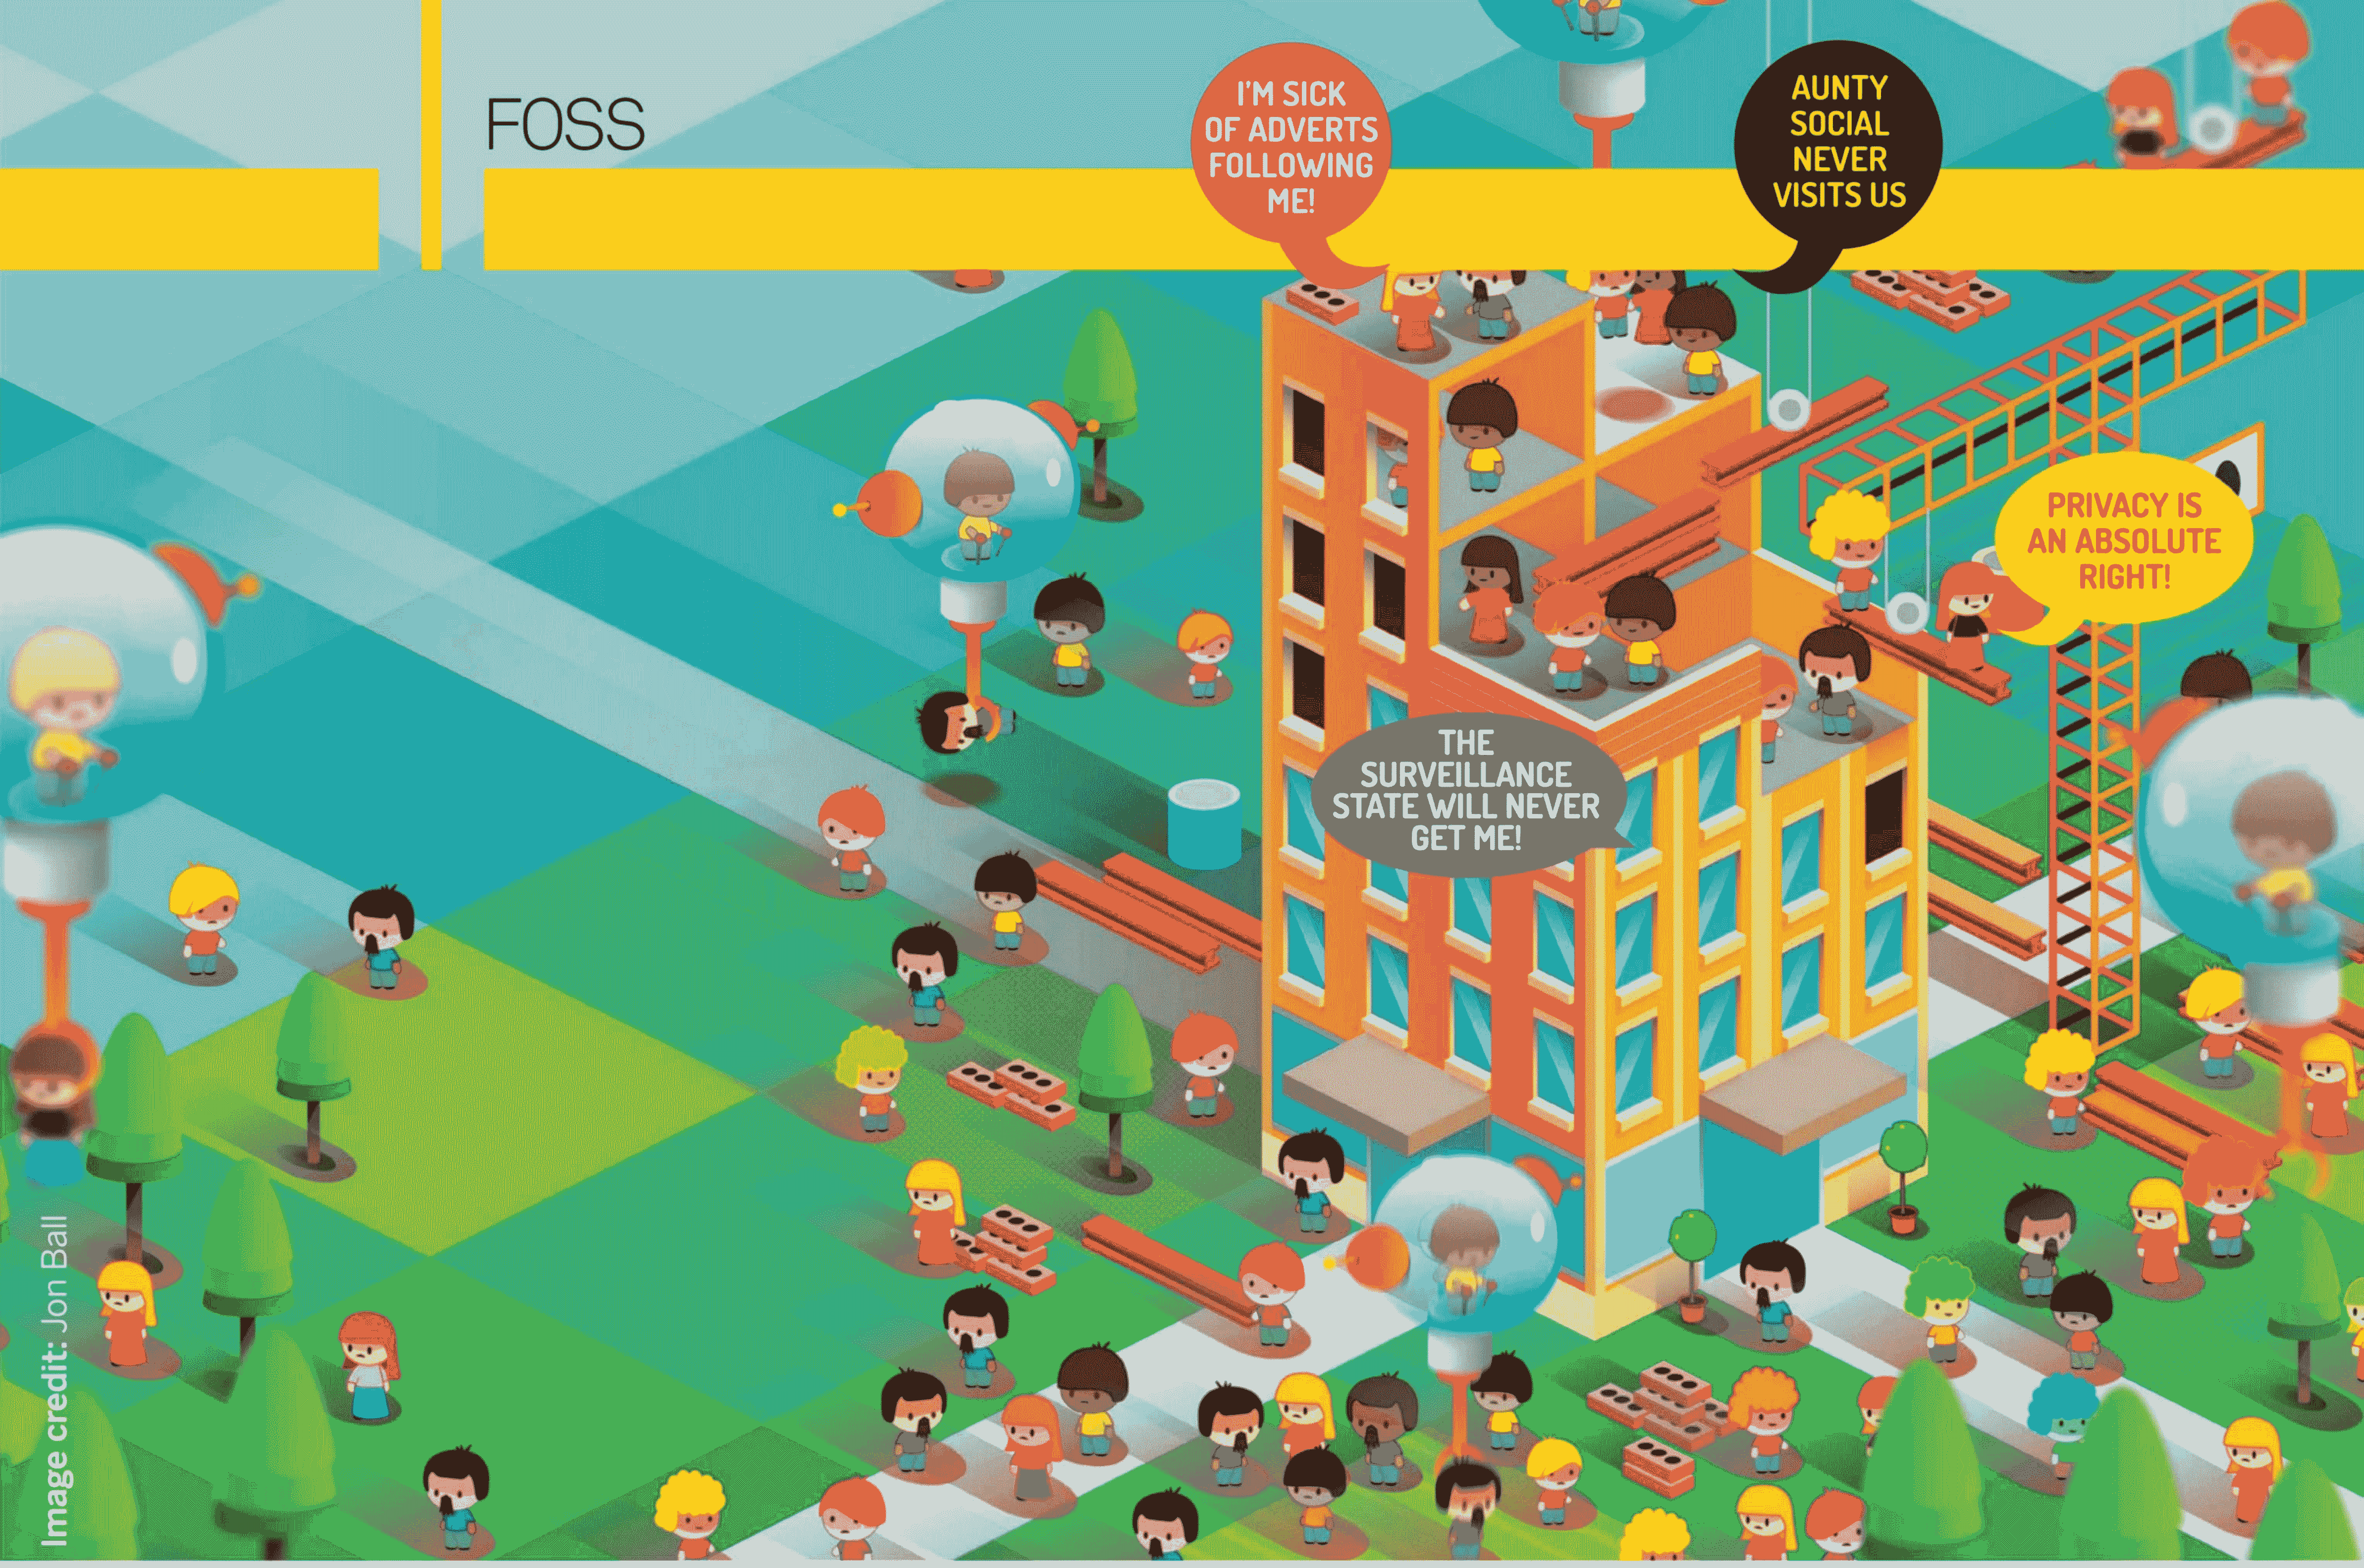 FOSS
I'M SICK
OF ADVERTS
FOLLOWING
ME!
AUNTY
SOCIAL
NEVER
VISITS US
PRIVACY IS
AN ABSOLUTE
RIGHT!
THE
SURVEILLANCE
STATE WILL NEVER
GET ME!
Image credit: Jon Ball